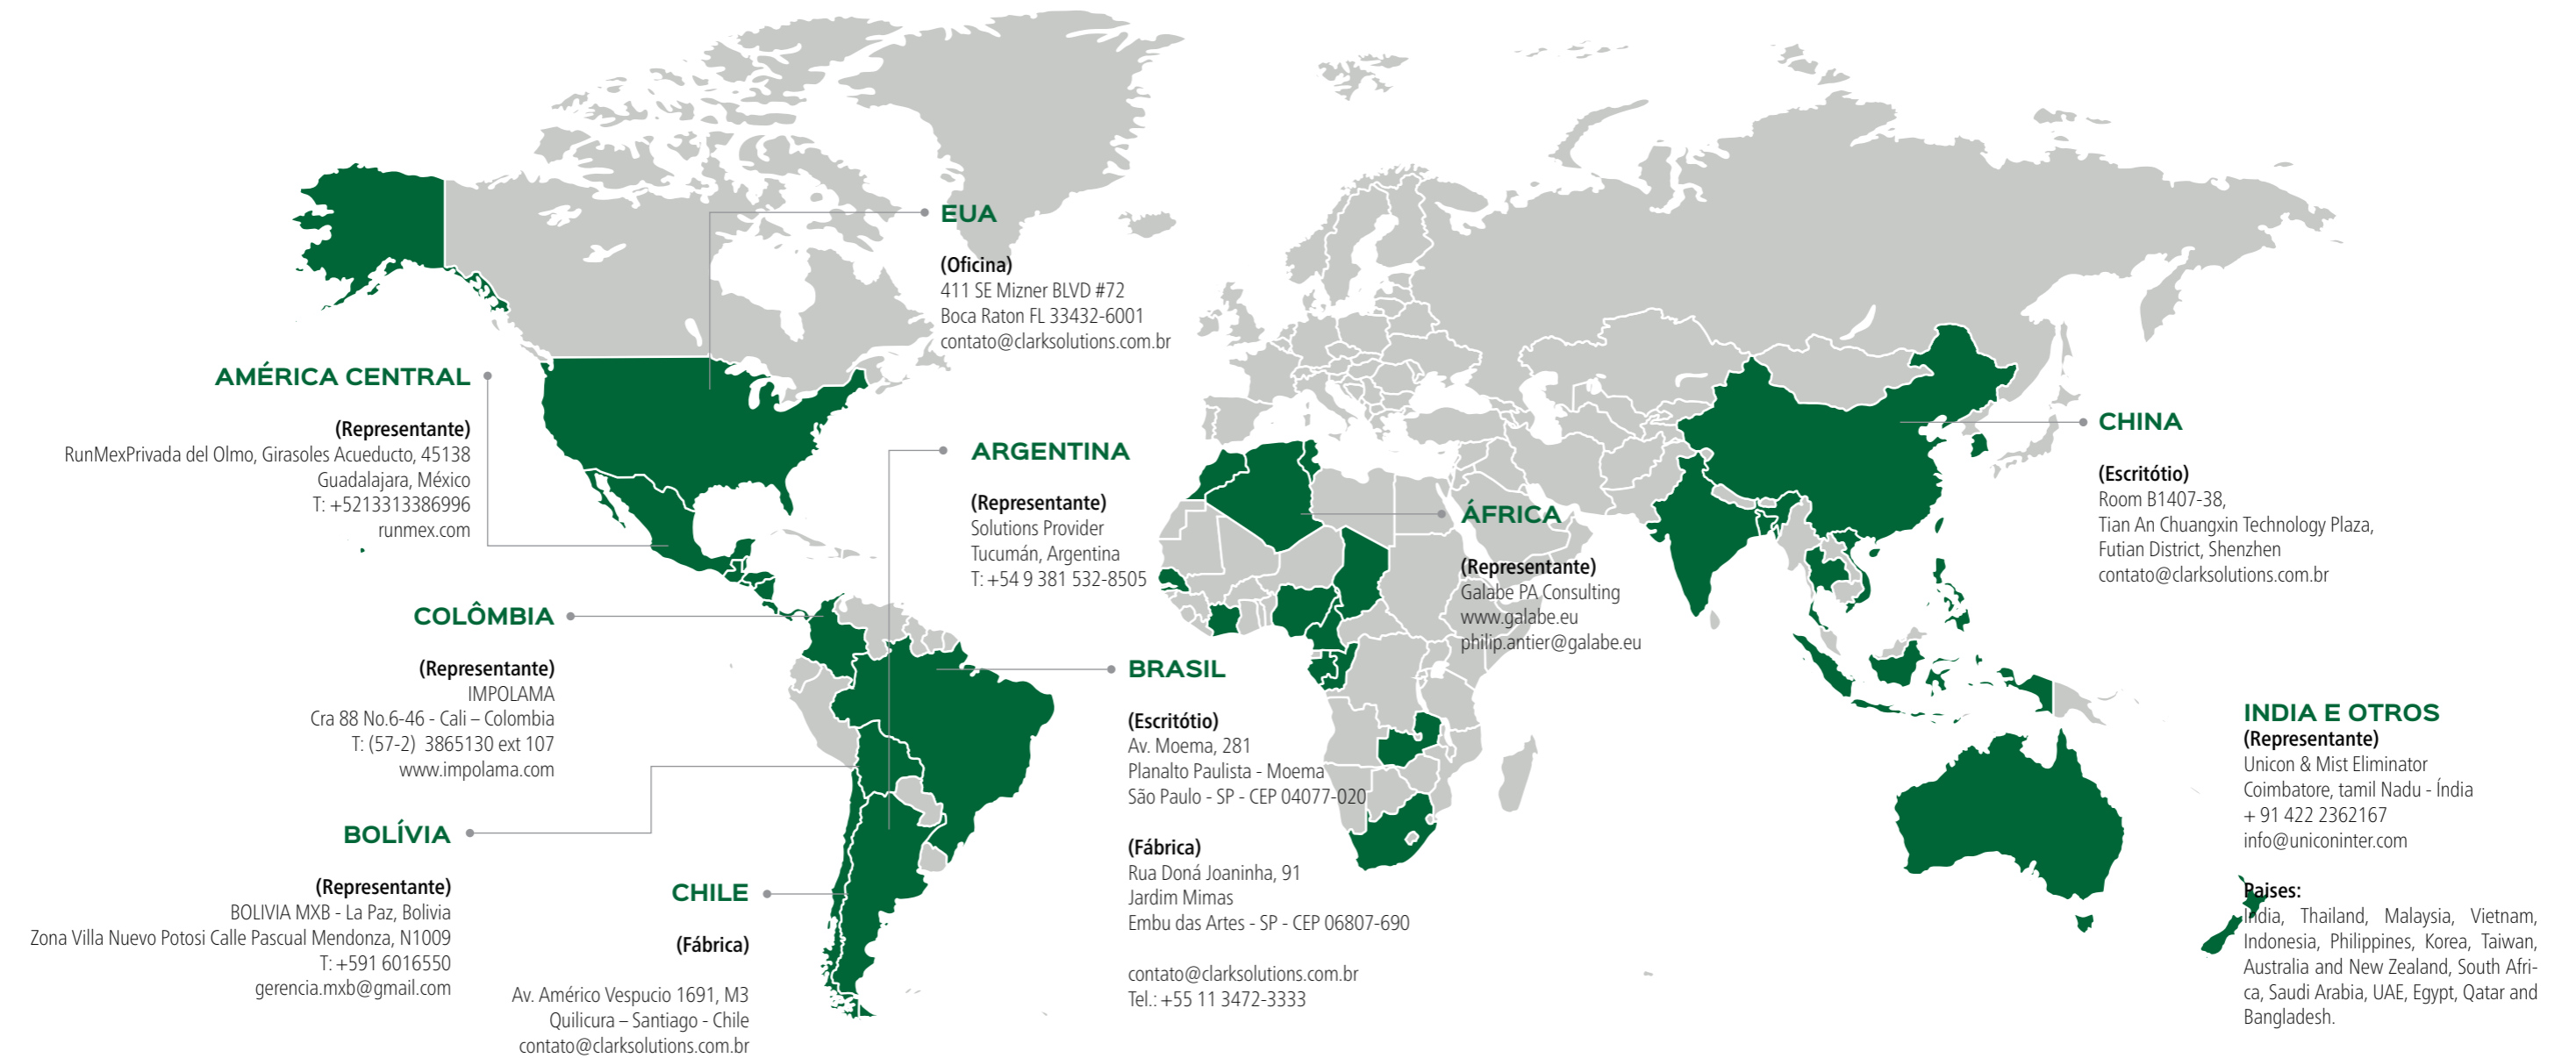 EUA
(Oficina)
411 SE Mizner BLVD #72
Boca Raton FL 33432-6001
contato@clarksolutions.com.br
AMÉRICA CENTRAL
(Representante)
RunMexPrivada del Olmo, Girasoles Acueducto, 45138
Guadalajara, México
T: +5213313386996
runmex.com
ARGENTINA
(Representante)
Solutions Provider
Tucumán, Argentina
T: +54 9 381 532-8505
ÁFRICA
(Representante)
Galabe PA Consulting
www.galabe.eu
philip.antier@galabe.eu
CHINA
(Escritótio)
Room B1407-38,
Tian An Chuangxin Technology Plaza,
Futian District, Shenzhen
contato@clarksolutions.com.br
COLÔMBIA
(Representante)
IMPOLAMA
Cra 88 No.6-46 - Cali – Colombia
T: (57-2)  3865130 ext 107
www.impolama.com
BRASIL
(Escritótio)
Av. Moema, 281
Planalto Paulista - Moema
São Paulo - SP - CEP 04077-020
(Fábrica)
Rua Doná Joaninha, 91
Jardim Mimas
Embu das Artes - SP - CEP 06807-690
contato@clarksolutions.com.br
Tel.: +55 11 3472-3333
BOLÍVIA
(Representante)
BOLIVIA MXB - La Paz, Bolivia
Zona Villa Nuevo Potosi Calle Pascual Mendonza, N1009
T: +591 6016550
gerencia.mxb@gmail.com
CHILE
(Fábrica)
Av. Américo Vespucio 1691, M3
Quilicura – Santiago - Chile
contato@clarksolutions.com.br
INDIA E OTROS
(Representante)
Unicon & Mist Eliminator
Coimbatore, tamil Nadu - Índia
+ 91 422 2362167
info@uniconinter.com
Paises:
India, Thailand, Malaysia, Vietnam,
Indonesia, Philippines, Korea, Taiwan,
Australia and New Zealand, South Afri-
ca, Saudi Arabia, UAE, Egypt, Qatar and
Bangladesh.